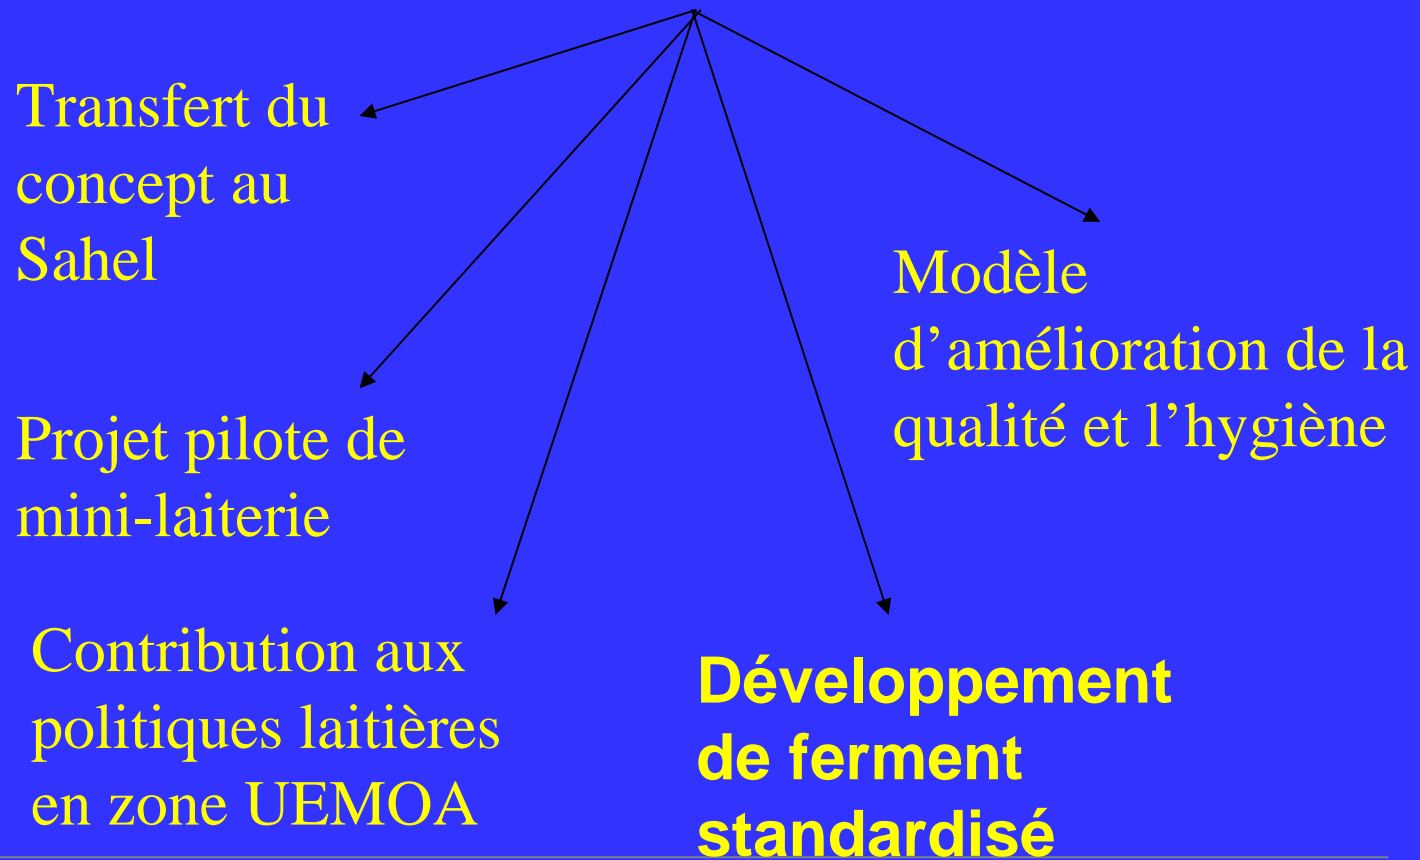 Transfert du
concept au
Sahel
Modèle
d’amélioration de la
qualité et l’hygiène
Projet pilote de
mini-laiterie
Contribution aux
politiques laitières
en zone UEMOA
Développement
de ferment
standardisé